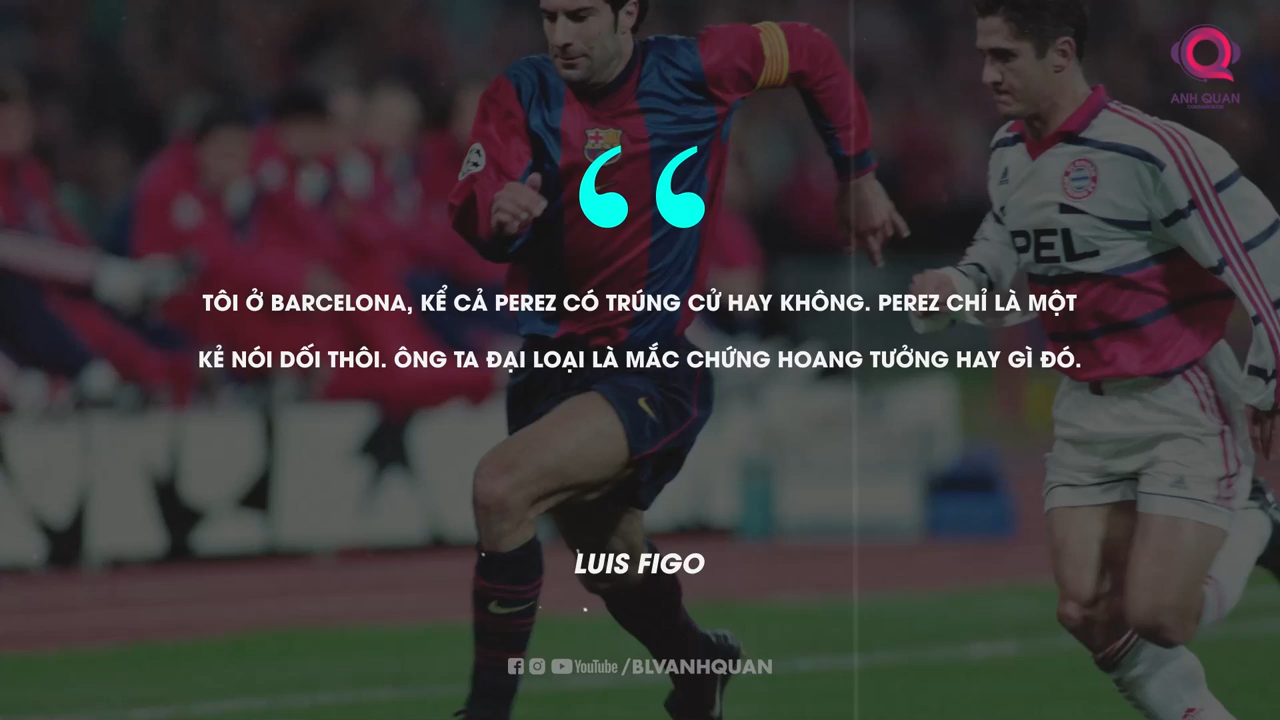 ANH QUAN
PEL
TÔI Ở BARCELONA, KỂ CẢ PEREZ CÓ TRÚNG CỬ HAY KHÔNG. PEREZ CHỈ LÀ MỘT
KẺ NÓI DỐI THÔI. ÔNG TA ĐẠI LOẠI LÀ MẮC CHỨNG HOANG TƯỞNG HAY GÌ ĐÓ.
LUIS FIGO
YouTube /BLVANHQUAN